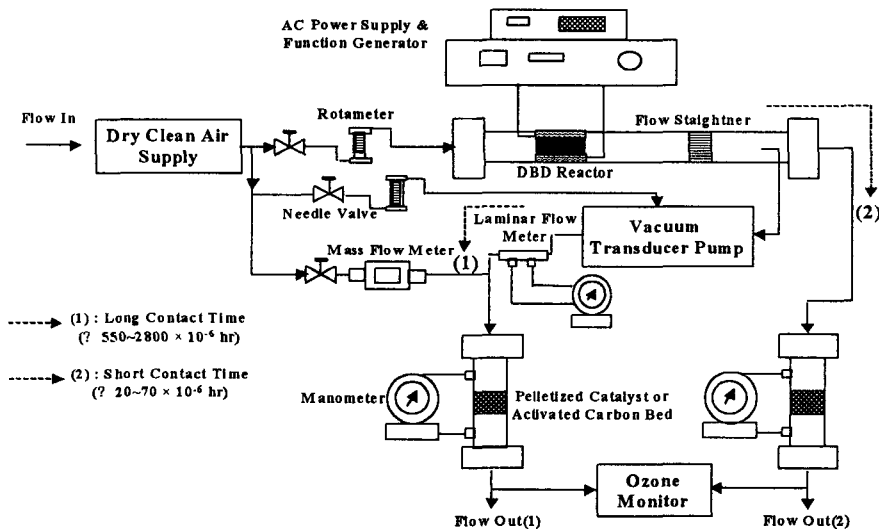 AC Power Supply &
Function Generator
Flow In
Rotameter
Flow Staightner
Dry Clean Air
Supply
DBD Reactor
(2)
Needle Valve
Laminar Flow
Meter
Vacuum
Transducer Pump
Mass Flow Meter
(1)
(1) : Long Contact Time
(? 550~2800 × 10⁻⁶ hr)
(2) : Short Contact Time
(? 20~70 × 10⁻⁶ hr)
Manometer
Pelletized Catalyst or
Activated Carbon Bed
Ozone
Monitor
Flow Out(1)
Flow Out(2)